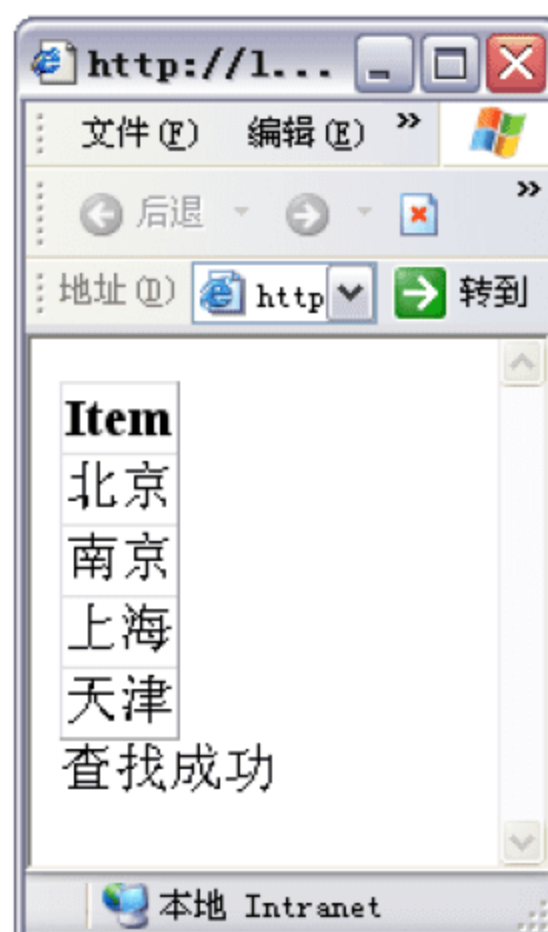 http://l...
文件(F) 编辑(E) »
后退 »
地址(D) http 转到
Item
北京
南京
上海
天津
查找成功
本地 Intranet